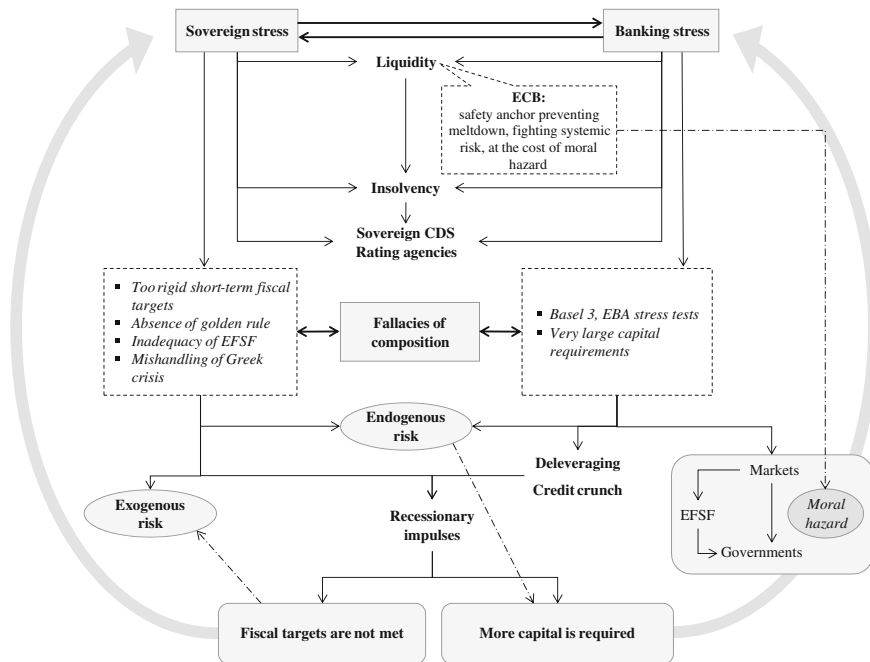 Sovereign stress
Banking stress
Liquidity
ECB:
safety anchor preventing
meltdown, fighting systemic
risk, at the cost of moral
hazard
Insolvency
Sovereign CDS
Rating agencies
▪ Too rigid short-term fiscal
targets
▪ Absence of golden rule
▪ Inadequacy of EFSF
▪ Mishandling of Greek
crisis
Fallacies of
composition
▪ Basel 3, EBA stress tests
▪ Very large capital
requirements
Endogenous
risk
Deleveraging
Credit crunch
Markets
EFSF
Governments
Moral
hazard
Exogenous
risk
Recessionary
impulses
Fiscal targets are not met
More capital is required